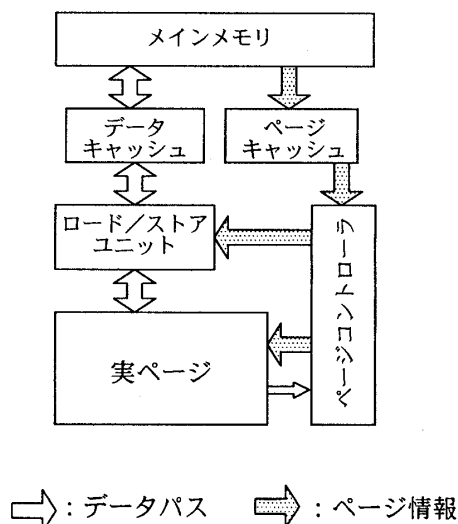 メインメモリ
データ
キャッシュ
ページ
キャッシュ
ロード／ストア
ユニット
ページコントローラ
実ページ
：データパス
：ページ情報